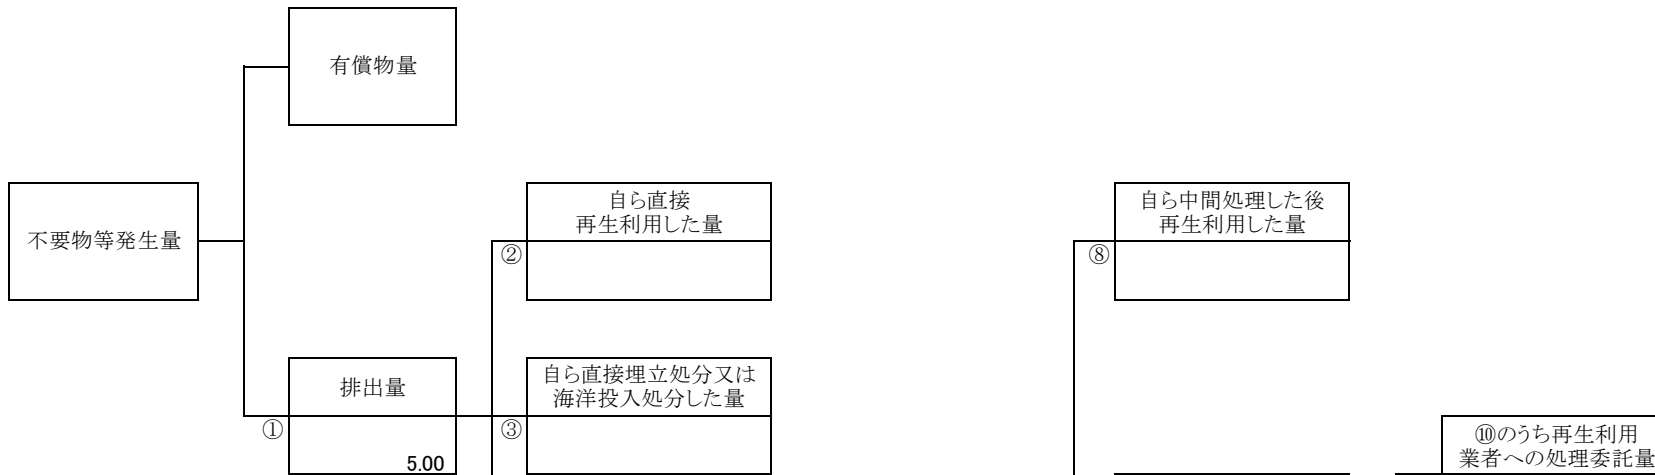 有償物量
不要物等発生量
自ら直接
再生利用した量
②
自ら中間処理した後
再生利用した量
⑧
排出量
①
5.00
自ら直接埋立処分又は
海洋投入処分した量
③
⑩のうち再生利用
業者への処理委託量